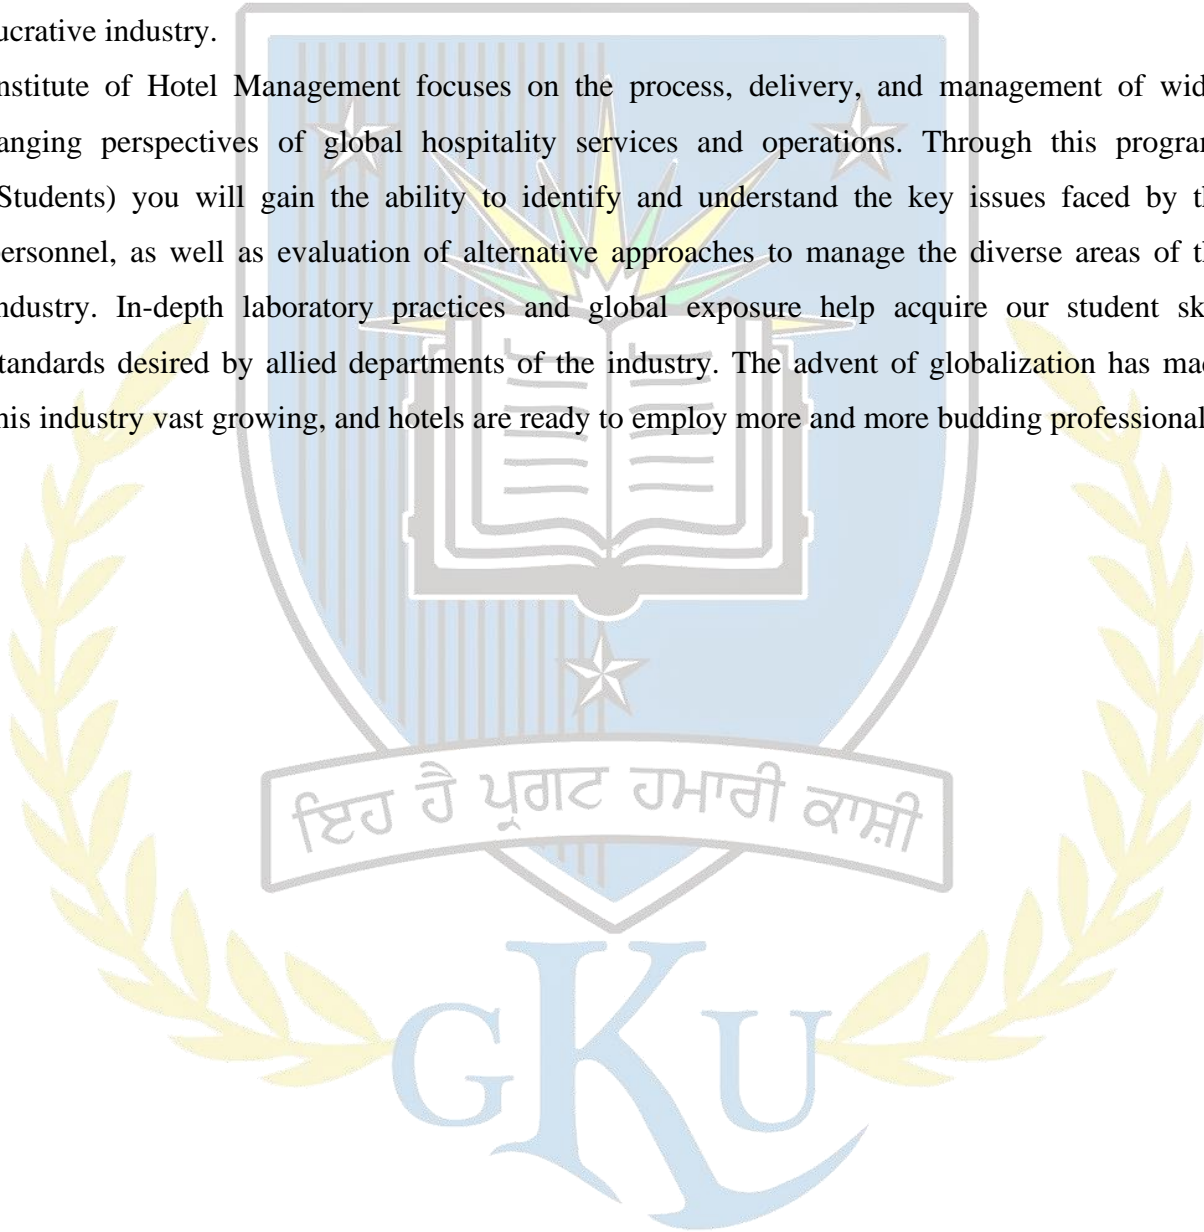 ucrative industry.
nstitute of Hotel Management focuses on the process, delivery, and management of wid
anging perspectives of global hospitality services and operations. Through this program
Students) you will gain the ability to identify and understand the key issues faced by th
ersonnel, as well as evaluation of alternative approaches to manage the diverse areas of th
ndustry. In-depth laboratory practices and global exposure help acquire our student sk
tandards desired by allied departments of the industry. The advent of globalization has mad
his industry vast growing, and hotels are ready to employ more and more budding professional
ਇਹ ਹੈ ਪ੍ਰਗਟ ਹਮਾਰੀ ਕਾਸ਼ੀ
GKU